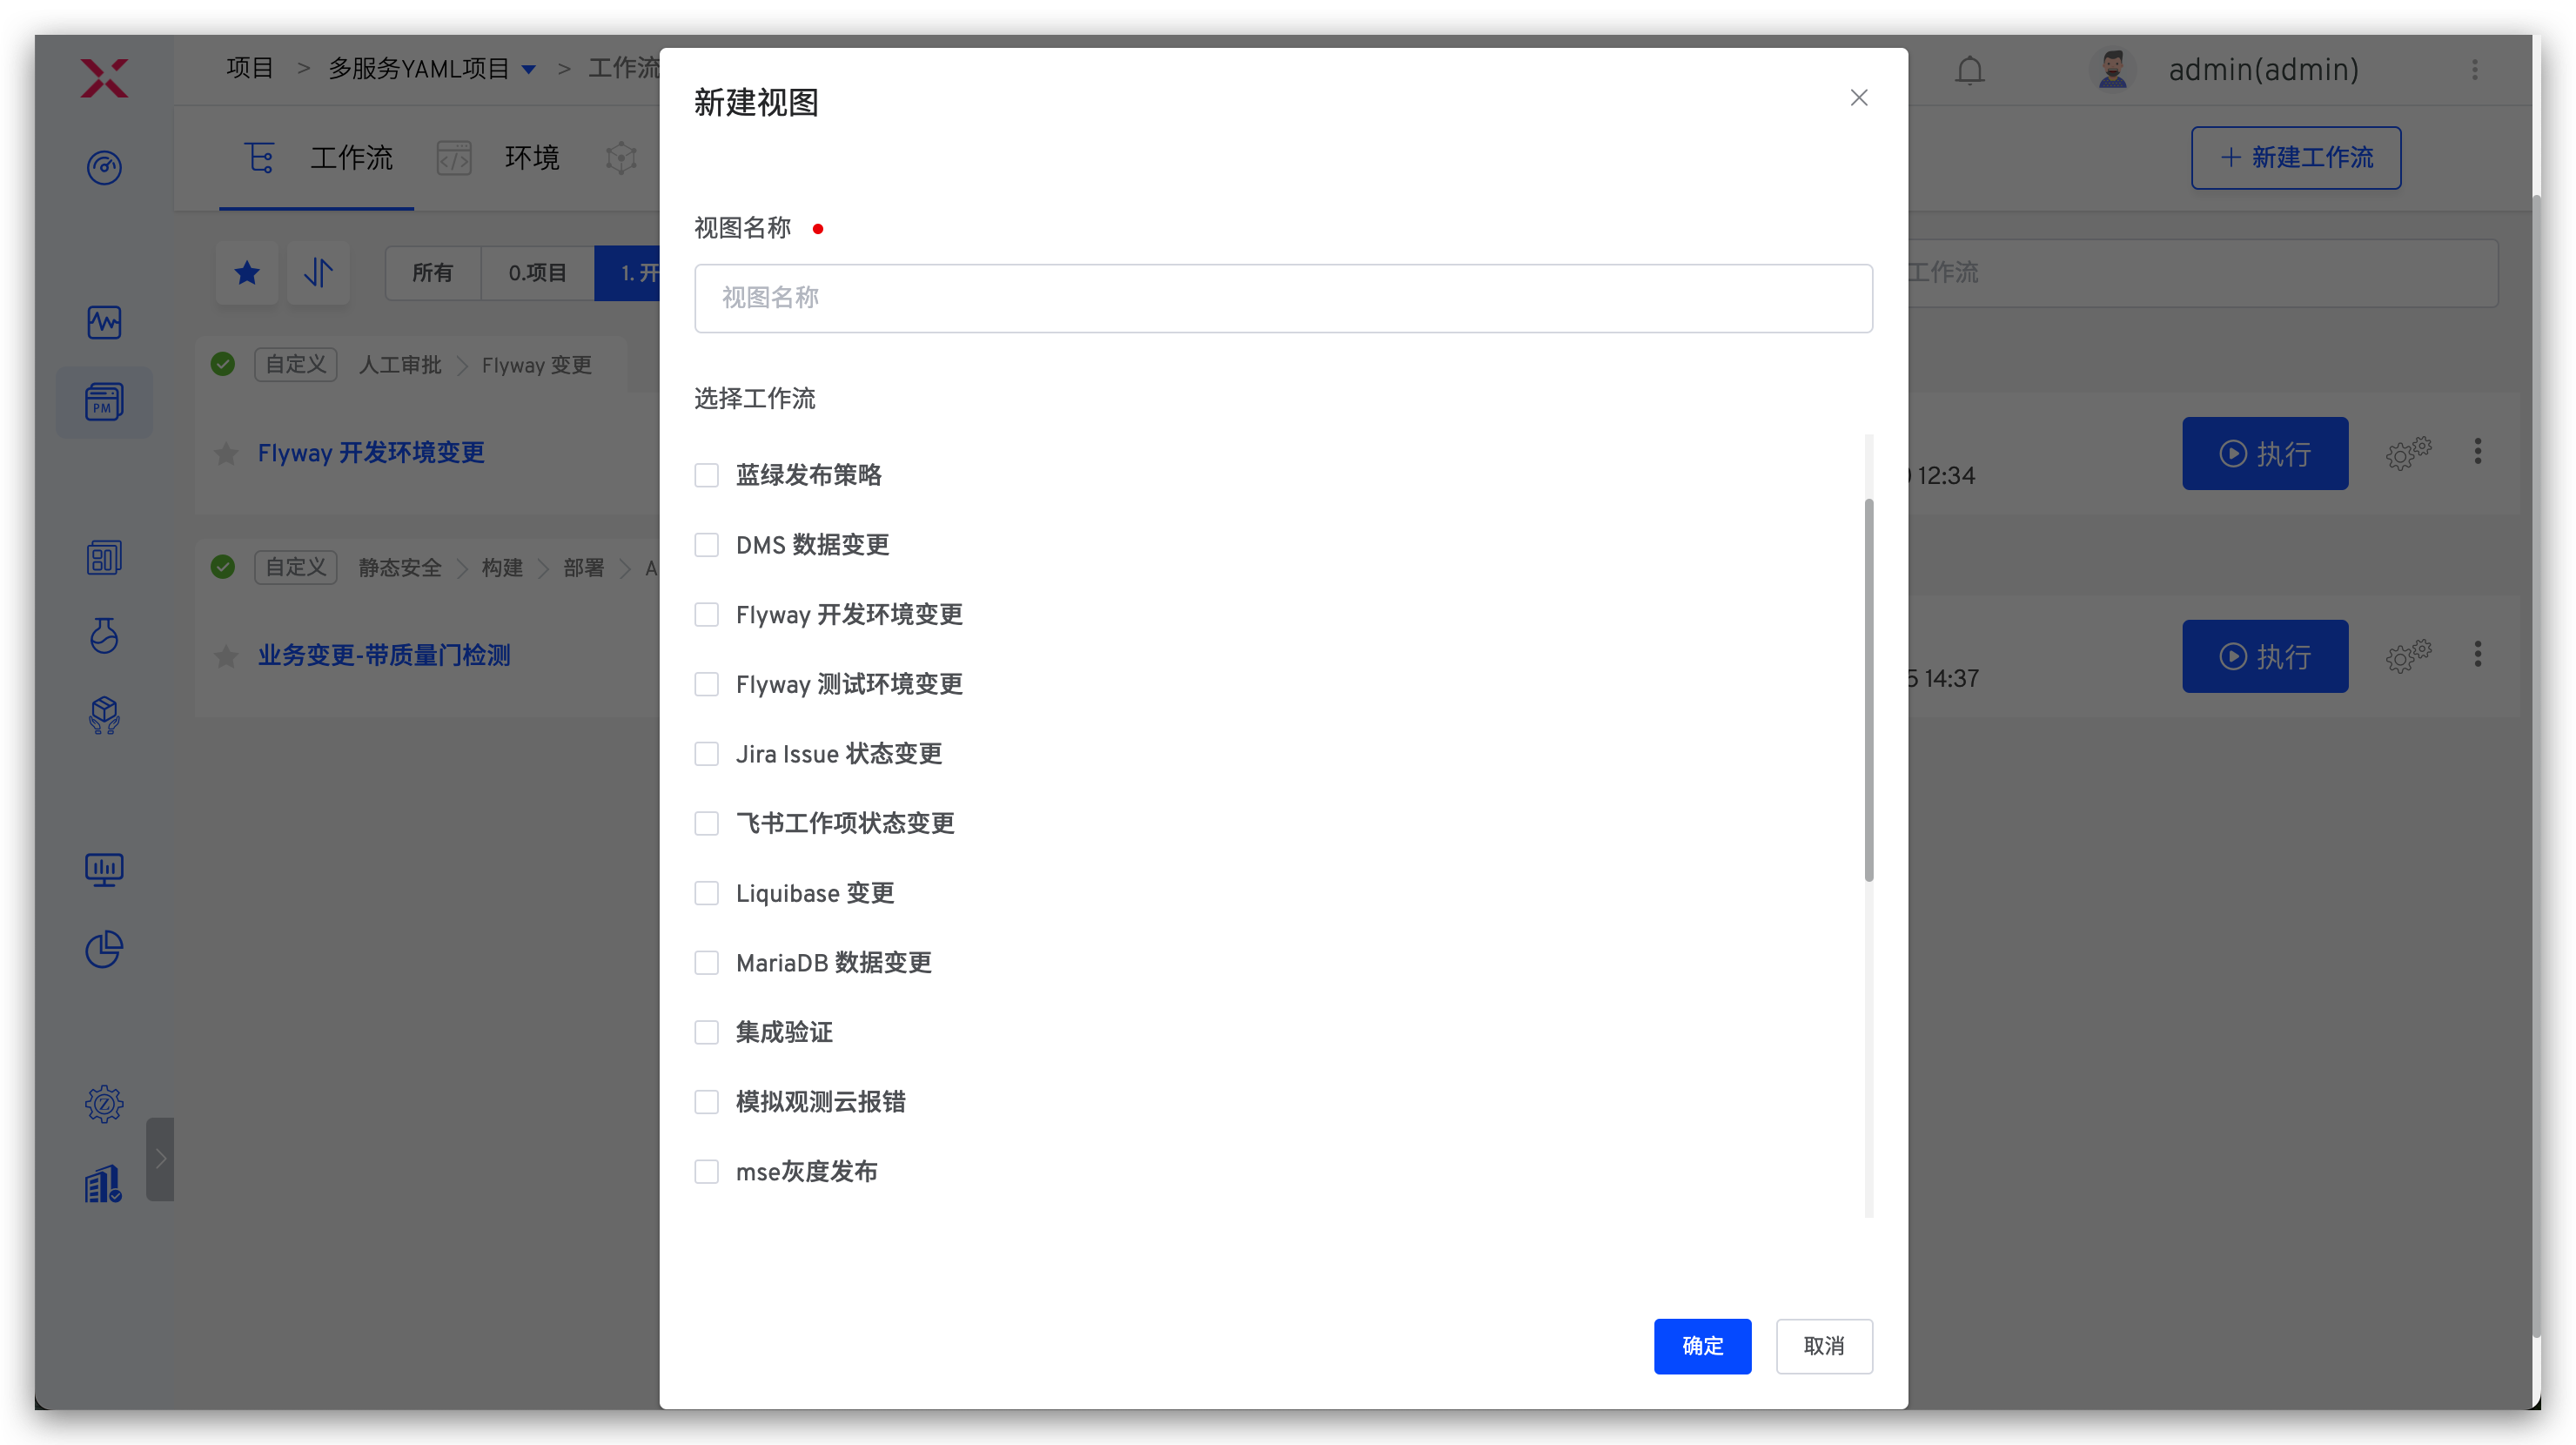 项目 > 多服务YAML项目 > 工作流
admin(admin)
工作流 环境
+ 新建工作流
所有 0.项目 1. 开
工作流
自定义 人工审批 Flyway 变更
Flyway 开发环境变更
12:34
执行
自定义 静态安全 构建 部署 A
业务变更-带质量门检测
5 14:37
执行
PM
新建视图
视图名称
视图名称
选择工作流
蓝绿发布策略
DMS 数据变更
Flyway 开发环境变更
Flyway 测试环境变更
Jira Issue 状态变更
飞书工作项状态变更
Liquibase 变更
MariaDB 数据变更
集成验证
模拟观测云报错
mse灰度发布
确定 取消